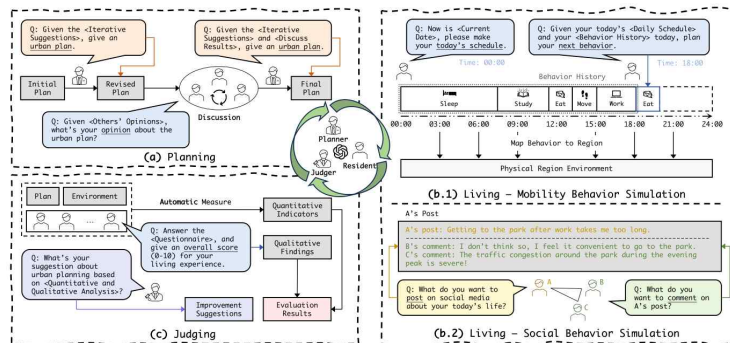 Q: Given the <Iterative
Suggestions>, give an
urban plan.
Q: Given the <Iterative
Suggestions> and <Discuss
Results>, give an urban plan.
Initial
Plan
Revised
Plan
Discussion
Final
Plan
Q: Given <Others' Opinions>,
what's your opinion about the
urban plan?
(a) Planning
Planner
Judger
Resident
Plan
Environment
...
Automatic Measure
Quantitative
Indicators
Q: Answer the
<Questionnaire>, and
give an overall score
(0-10) for your
living experience.
Qualitative
Findings
Q: What's your
suggestion about
urban planning based
on <Quantitative and
Qualitative Analysis>?
Improvement
Suggestions
Evaluation
Results
(c) Judging
Q: Now is <Current
Date>, please make
your today's schedule.
Q: Given your today's <Daily Schedule>
and your <Behavior History> today, plan
your next behavior.
Time: 00:00
Time: 18:00
Behavior History
Sleep
Study
Eat
Move
Work
Eat
00:00
03:00
06:00
09:00
12:00
15:00
18:00
21:00
24:00
Map Behavior to Region
Physical Region Environment
(b.1) Living – Mobility Behavior Simulation
A's Post
A's post: Getting to the park after work takes me too long.
B's comment: I don't think so, I feel it convenient to go to the park.
C's comment: The traffic congestion around the park during the evening
peak is severe!
Q: What do you want to
post on social media
about your today's life?
A
B
C
Q: What do you
want to comment on
A's post?
(b.2) Living – Social Behavior Simulation